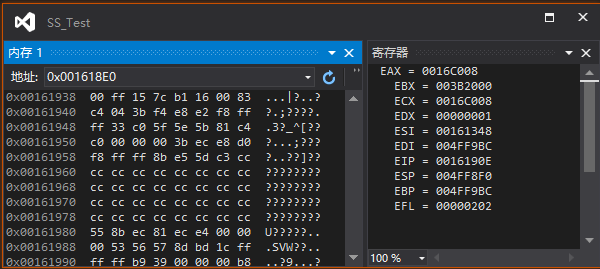 SS_Test
内存 1
地址: 0x001618E0
0x00161938 00 ff 15 7c b1 16 00 83 ...|?..?
0x00161940 c4 04 3b f4 e8 e2 f8 ff ?.;????.
0x00161948 ff 33 c0 5f 5e 5b 81 c4 .3?_^[??
0x00161950 c0 00 00 00 3b ec e8 d0 ?...;???
0x00161958 f8 ff ff 8b e5 5d c3 cc ?..??]??
0x00161960 cc cc cc cc cc cc cc cc ????????
0x00161968 cc cc cc cc cc cc cc cc ????????
0x00161970 cc cc cc cc cc cc cc cc ????????
0x00161978 cc cc cc cc cc cc cc cc ????????
0x00161980 55 8b ec 81 ec e4 00 00 U?????..
0x00161988 00 53 56 57 8d bd 1c ff .SVW??..
0x00161990 ff ff b9 39 00 00 00 b8 ..?9...?
寄存器
EAX = 0016C008
EBX = 003B2000
ECX = 0016C008
EDX = 00000001
ESI = 00161348
EDI = 004FF9BC
EIP = 0016190E
ESP = 004FF8F0
EBP = 004FF9BC
EFL = 00000202
100 %